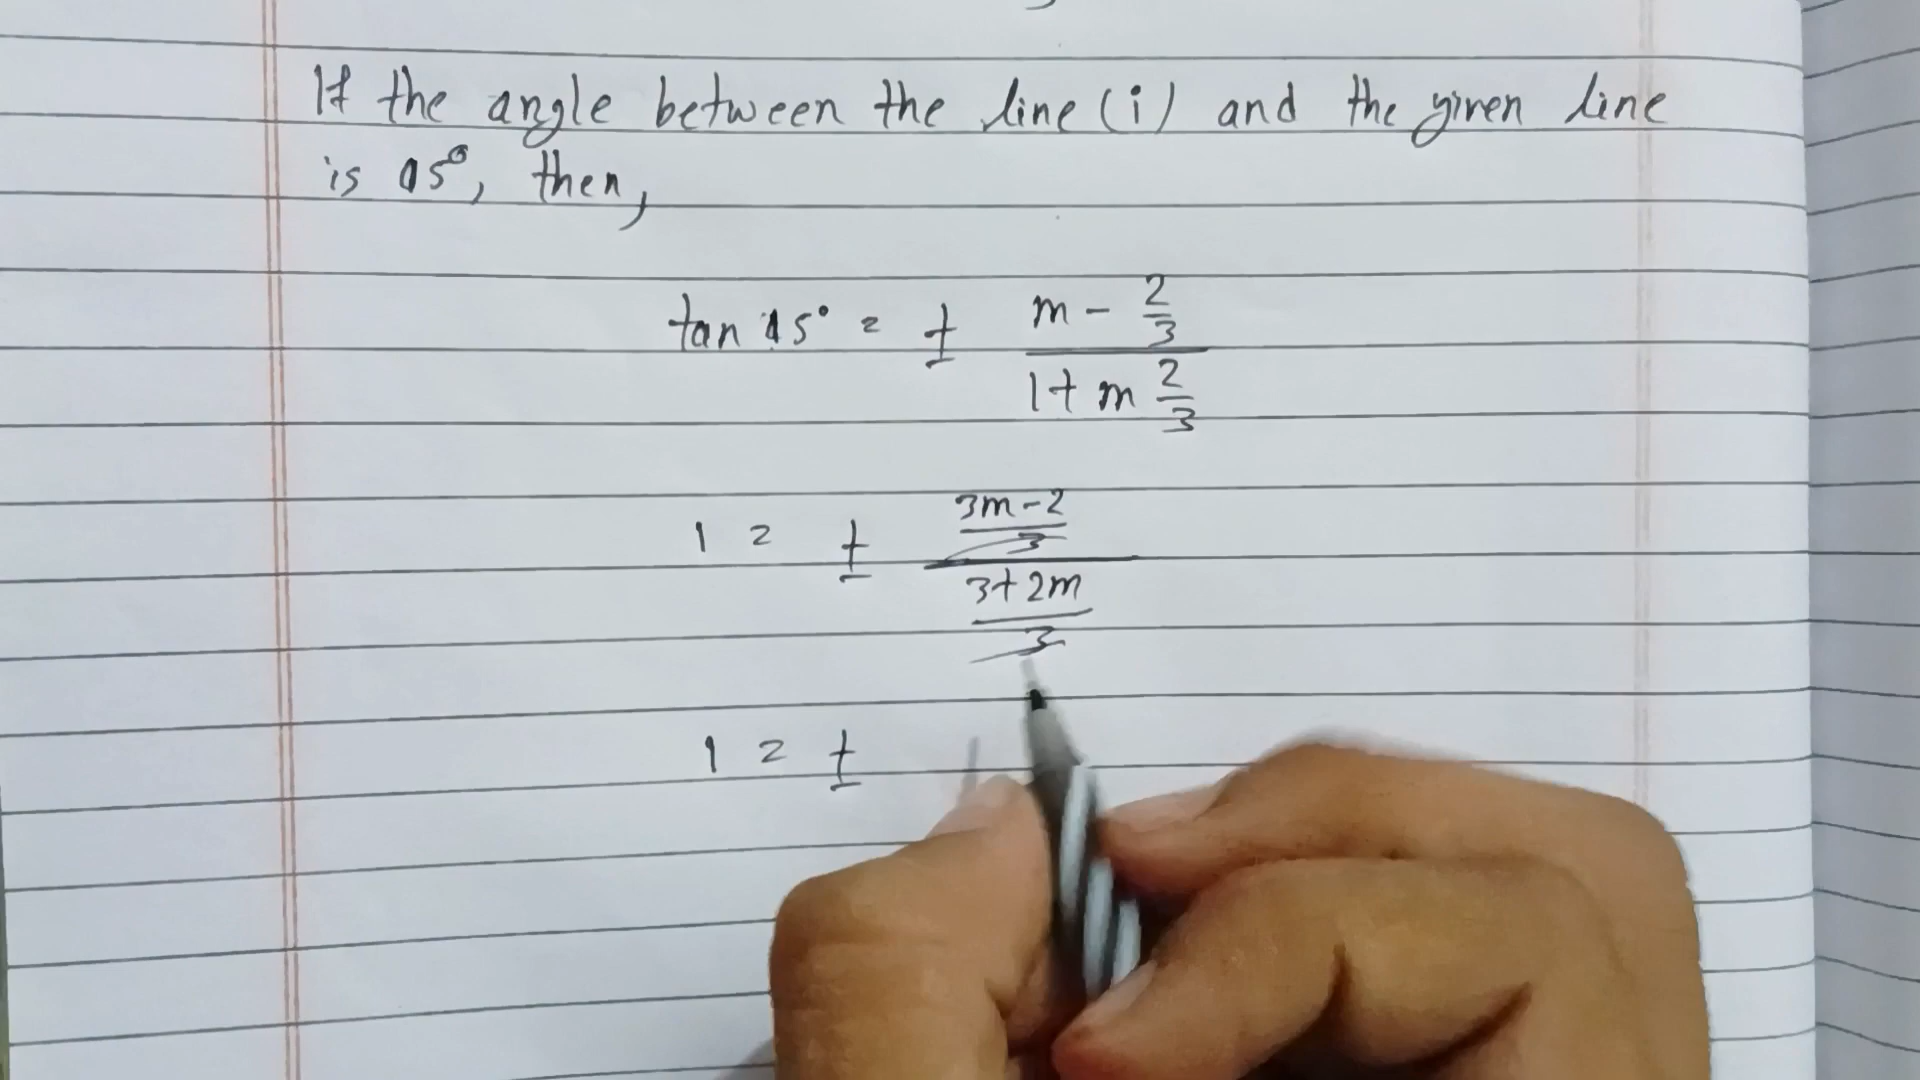 If the angle between the line (i) and the given line
is 45°, then,
tan 45° = ± (m - 2/3) / (1 + m 2/3)
1 = ± ((3m - 2)/3) / ((3 + 2m)/3)
1 = ±